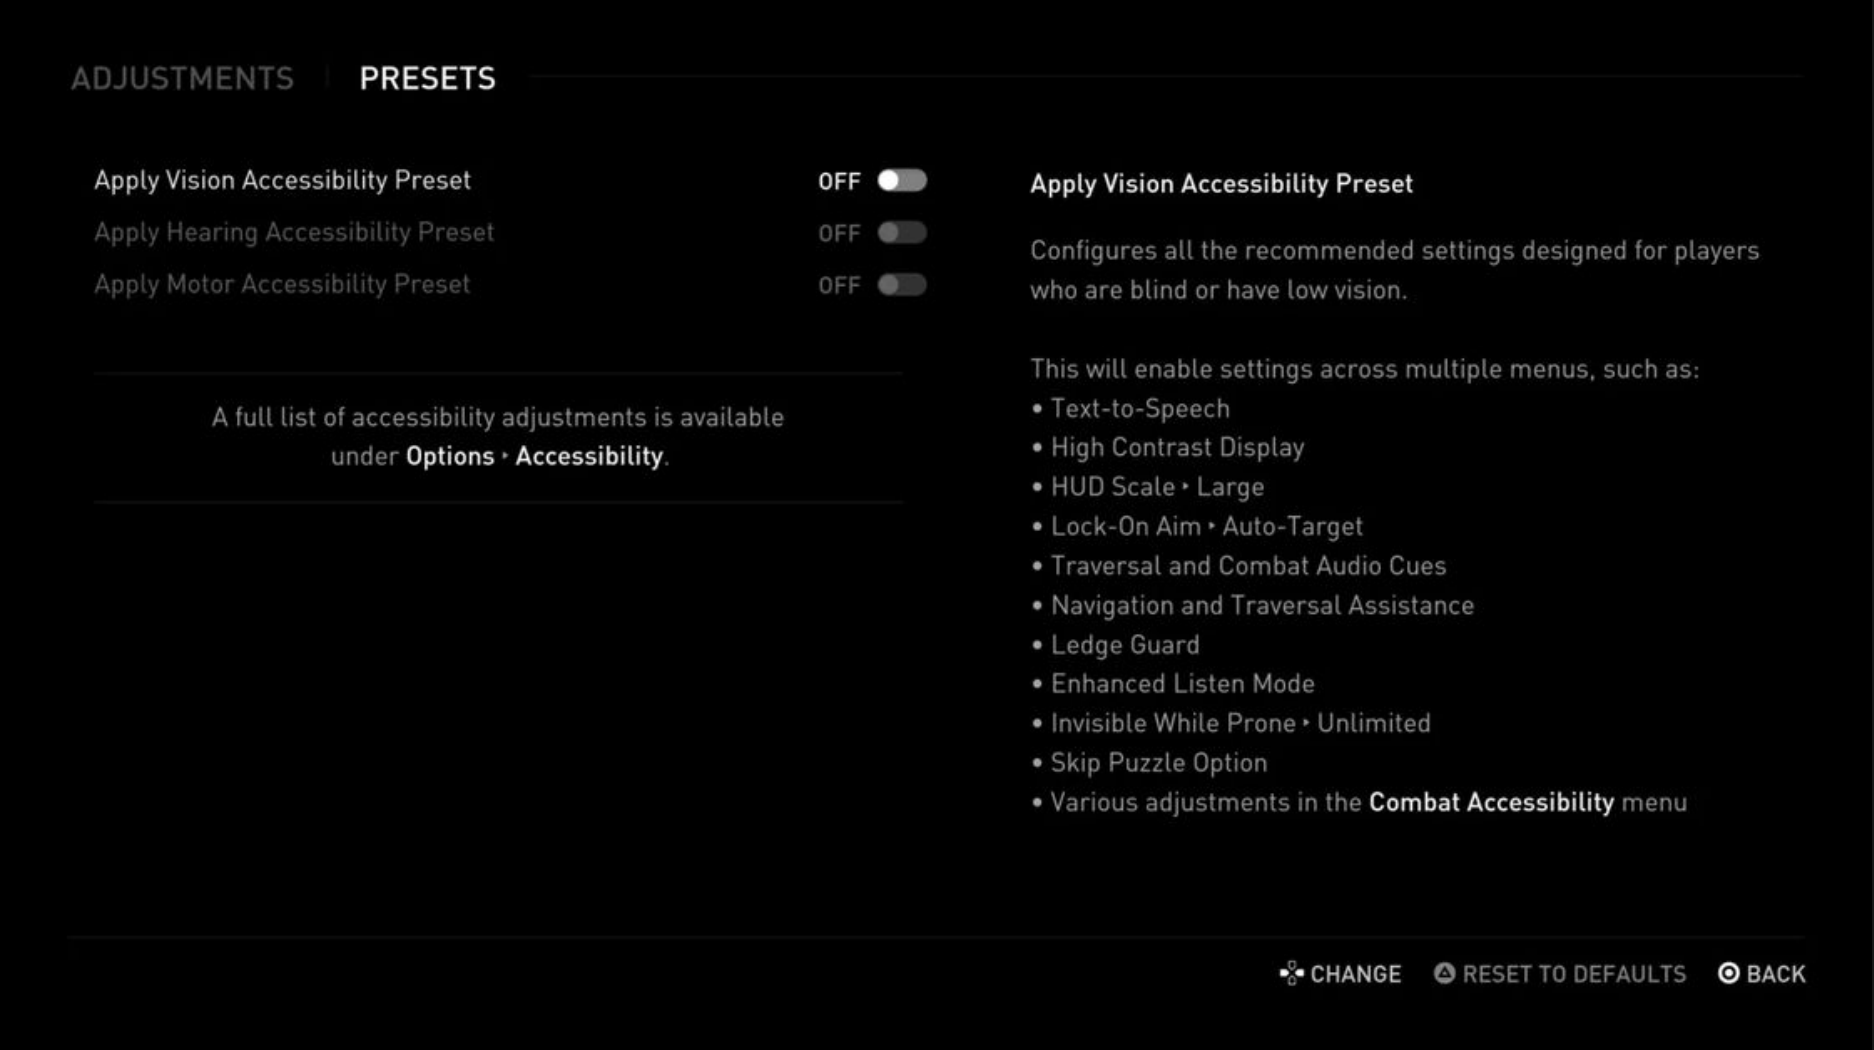 ADJUSTMENTS PRESETS
Apply Vision Accessibility Preset OFF
Apply Hearing Accessibility Preset OFF
Apply Motor Accessibility Preset OFF
A full list of accessibility adjustments is available
under Options ‣ Accessibility.
Apply Vision Accessibility Preset
Configures all the recommended settings designed for players
who are blind or have low vision.
This will enable settings across multiple menus, such as:
• Text-to-Speech
• High Contrast Display
• HUD Scale ‣ Large
• Lock-On Aim ‣ Auto-Target
• Traversal and Combat Audio Cues
• Navigation and Traversal Assistance
• Ledge Guard
• Enhanced Listen Mode
• Invisible While Prone ‣ Unlimited
• Skip Puzzle Option
• Various adjustments in the Combat Accessibility menu
CHANGE RESET TO DEFAULTS BACK